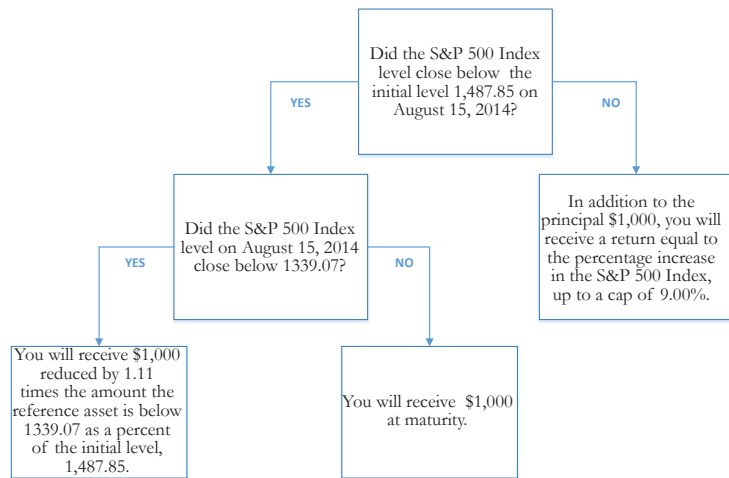 Did the S&P 500 Index
level close below the
initial level 1,487.85 on
August 15, 2014?
YES
NO
Did the S&P 500 Index
level on August 15, 2014
close below 1339.07?
In addition to the
principal $1,000, you will
receive a return equal to
the percentage increase
in the S&P 500 Index,
up to a cap of 9.00%.
YES
NO
You will receive $1,000
reduced by 1.11
times the amount the
reference asset is below
1339.07 as a percent
of the initial level,
1,487.85.
You will receive $1,000
at maturity.